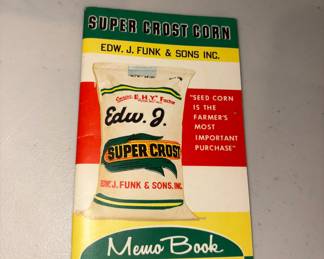 SUPER CROST CORN
EDW. J. FUNK & SONS INC.
Edw. J.
SUPER CROST
EDW. J. FUNK & SONS, INC.
"SEED CORN
IS THE
FARMER'S
MOST
IMPORTANT
PURCHASE"
Memo Book